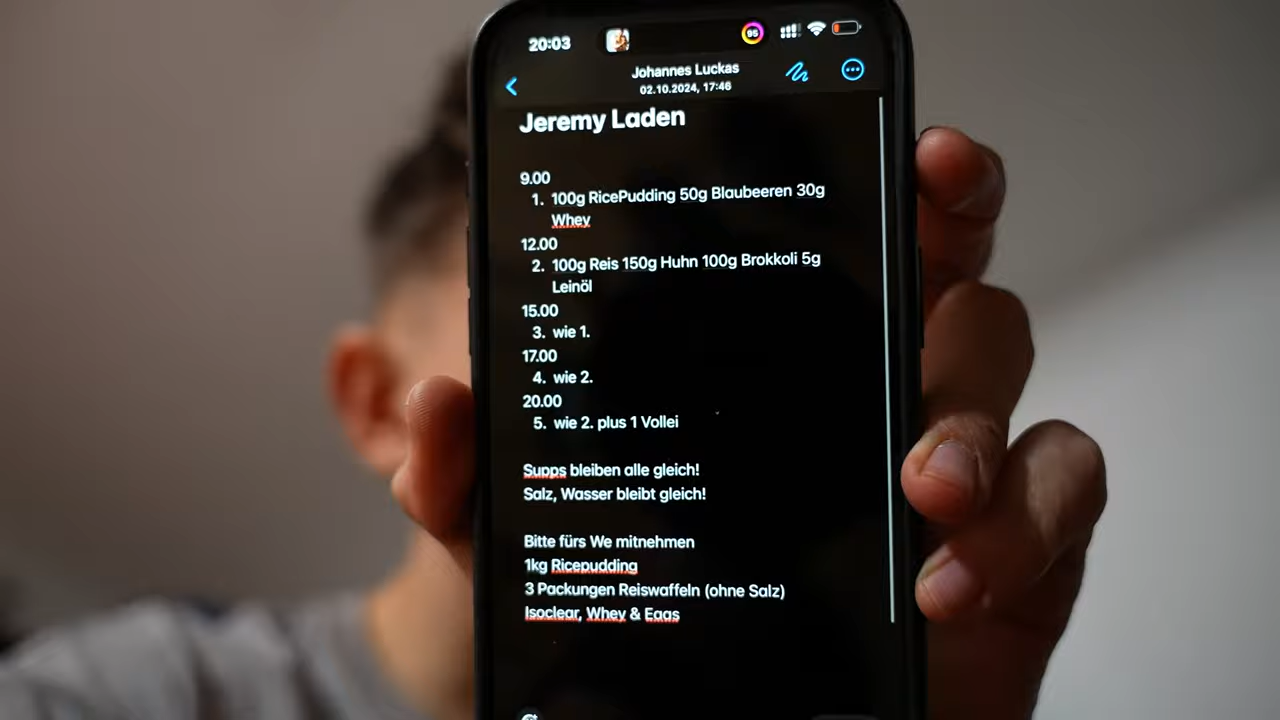 20:03
95
Johannes Luckas
02.10.2024, 17:46
Jeremy Laden
9.00
1. 100g RicePudding 50g Blaubeeren 30g
Whey
12.00
2. 100g Reis 150g Huhn 100g Brokkoli 5g
Leinöl
15.00
3. wie 1.
17.00
4. wie 2.
20.00
5. wie 2. plus 1 Vollei
Supps bleiben alle gleich!
Salz, Wasser bleibt gleich!
Bitte fürs We mitnehmen
1kg Ricepudding
3 Packungen Reiswaffeln (ohne Salz)
Isoclear, Whey & Eaas